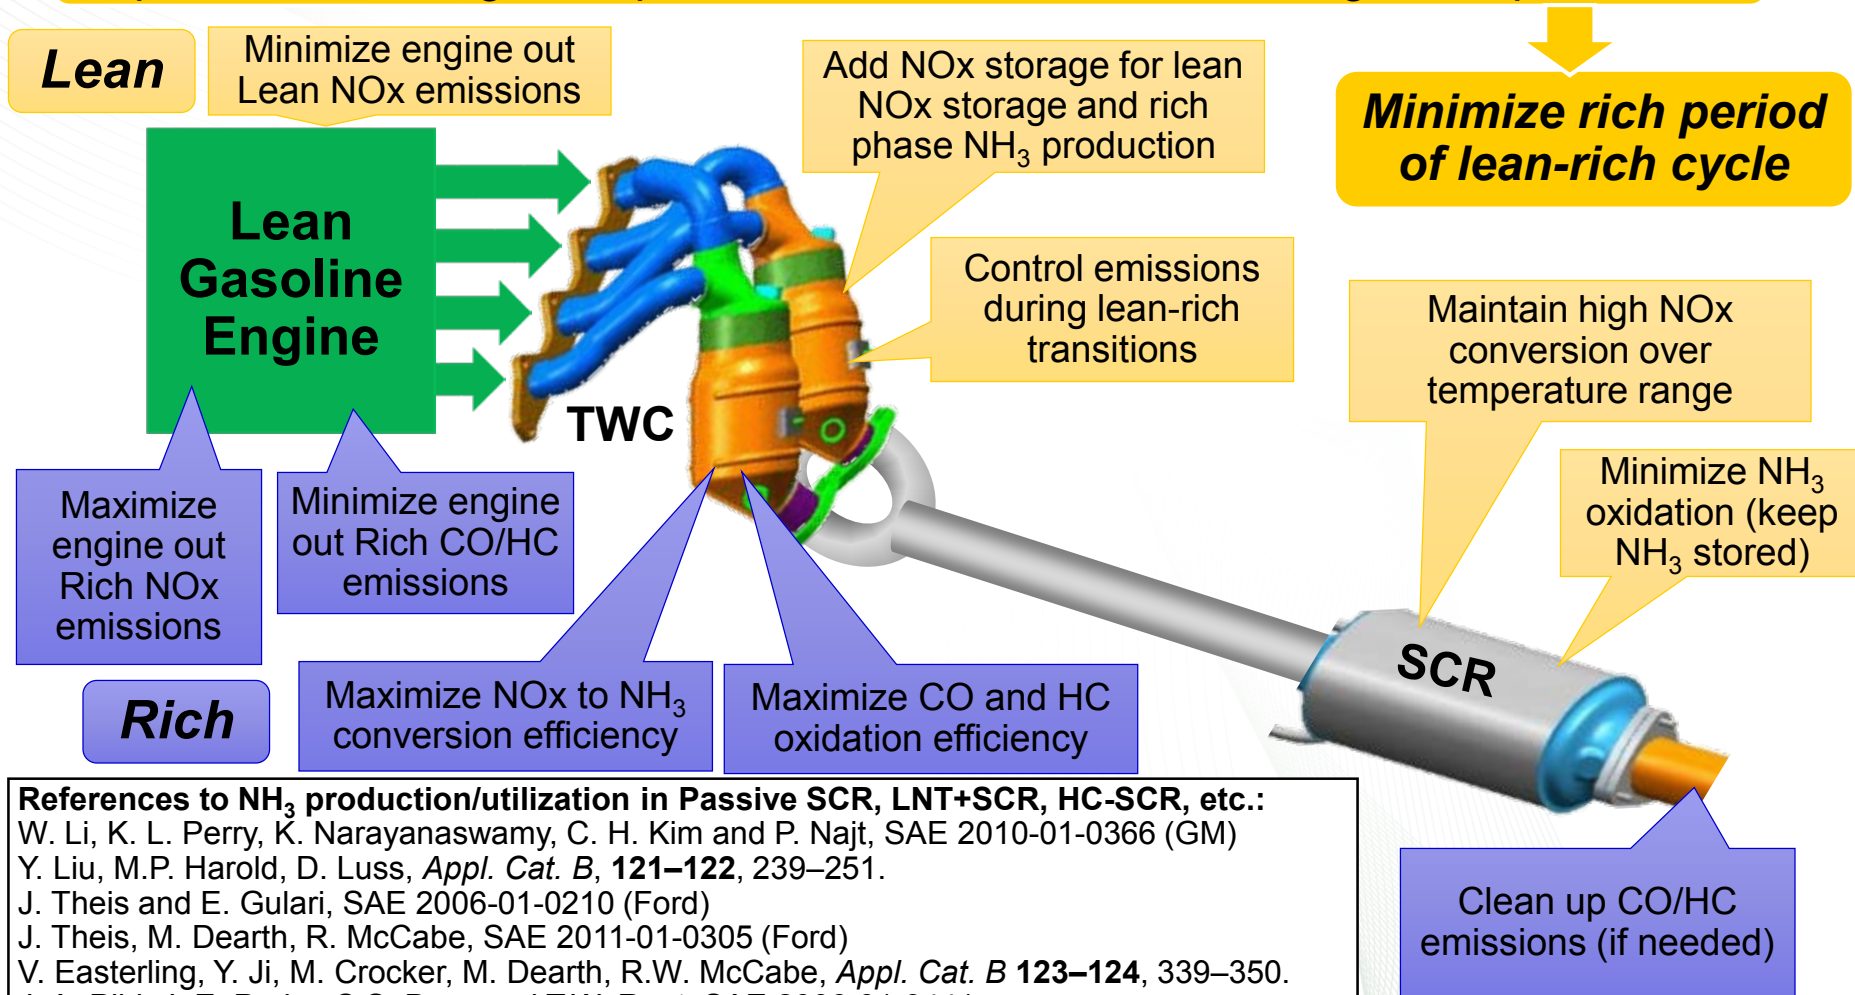 Lean
Minimize engine out
Lean NOx emissions
Add NOx storage for lean
NOx storage and rich
phase NH3 production
Minimize rich period
of lean-rich cycle
Lean
Gasoline
Engine
Control emissions
during lean-rich
transitions
Maintain high NOx
conversion over
temperature range
TWC
Minimize NH3
oxidation (keep
NH3 stored)
Maximize
engine out
Rich NOx
emissions
Minimize engine
out Rich CO/HC
emissions
SCR
Rich
Maximize NOx to NH3
conversion efficiency
Maximize CO and HC
oxidation efficiency
References to NH3 production/utilization in Passive SCR, LNT+SCR, HC-SCR, etc.:
W. Li, K. L. Perry, K. Narayanaswamy, C. H. Kim and P. Najt, SAE 2010-01-0366 (GM)
Y. Liu, M.P. Harold, D. Luss, Appl. Cat. B, 121–122, 239–251.
J. Theis and E. Gulari, SAE 2006-01-0210 (Ford)
J. Theis, M. Dearth, R. McCabe, SAE 2011-01-0305 (Ford)
V. Easterling, Y. Ji, M. Crocker, M. Dearth, R.W. McCabe, Appl. Cat. B 123–124, 339–350.
Clean up CO/HC
emissions (if needed)